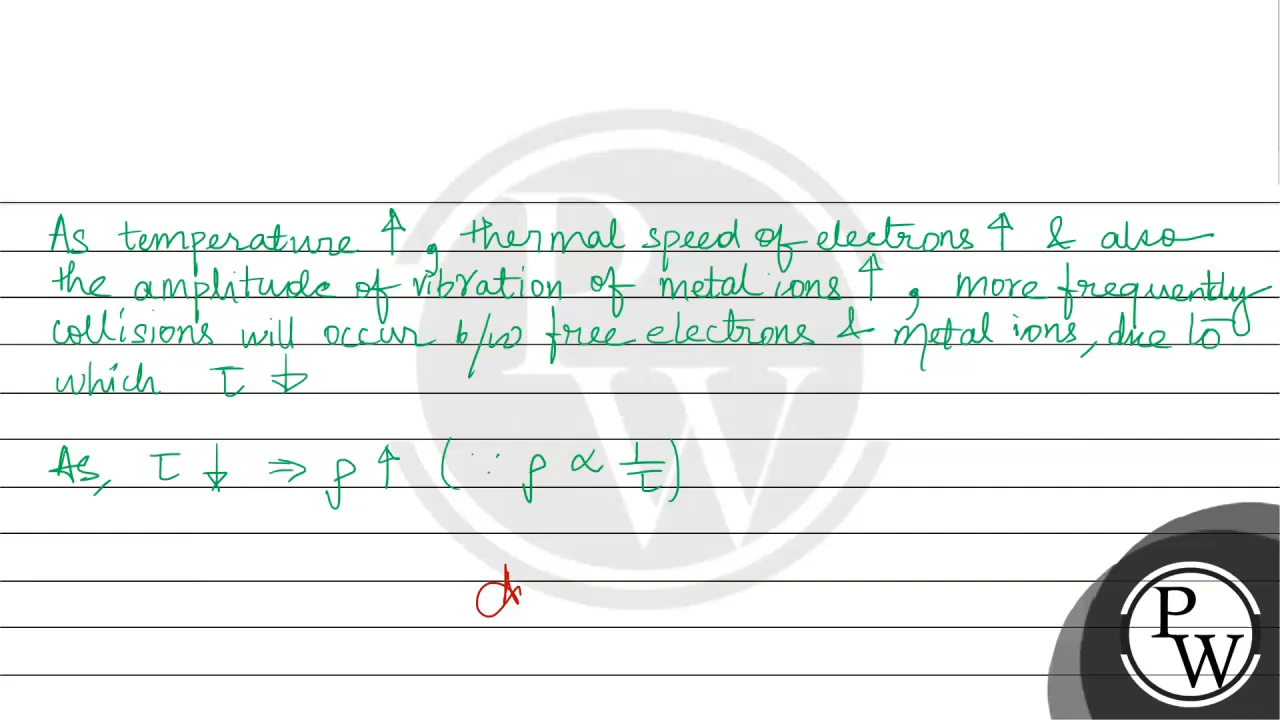 As temperature ↑, thermal speed of electrons ↑ & also
the amplitude of vibration of metal ions ↑, more frequently
collisions will occur b/w free electrons & metal ions, due to
which τ ↓
As, τ ↓ ⇒ ρ ↑ (∵ ρ ∝ 1/τ)
P
W
P
W